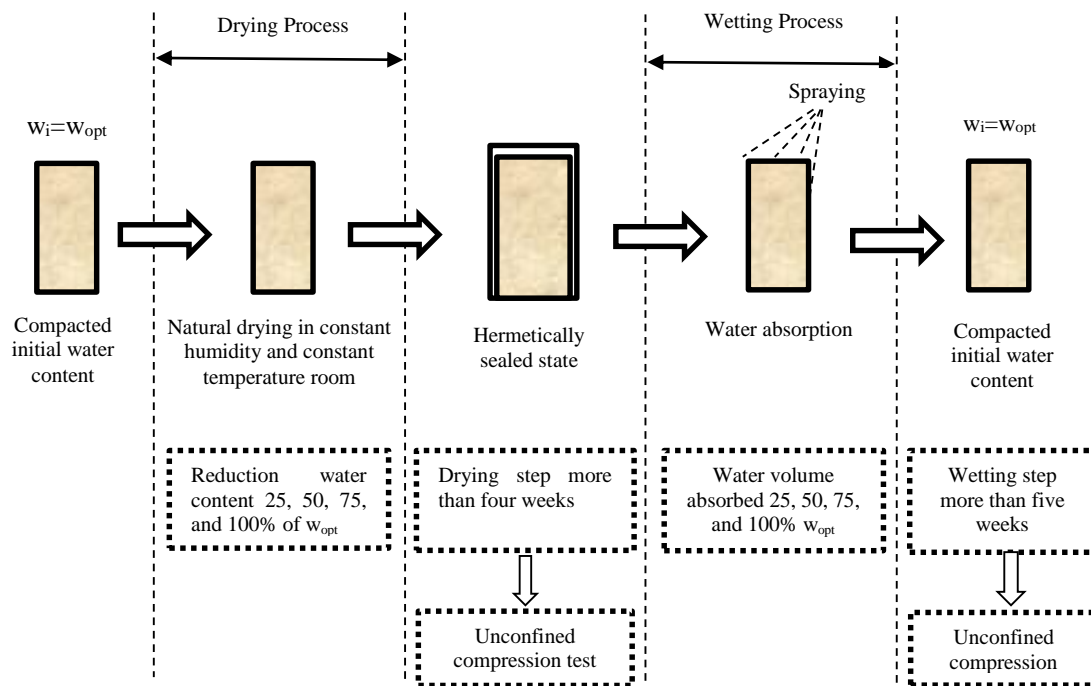 Drying Process
Wetting Process
Spraying
wi=wopt
wi=wopt
Compacted
initial water
content
Natural drying in constant
humidity and constant
temperature room
Hermetically
sealed state
Water absorption
Compacted
initial water
content
Reduction water
content 25, 50, 75,
and 100% of wopt
Drying step more
than four weeks
Water volume
absorbed 25, 50, 75,
and 100% wopt
Wetting step
more than five
weeks
Unconfined
compression test
Unconfined
compression